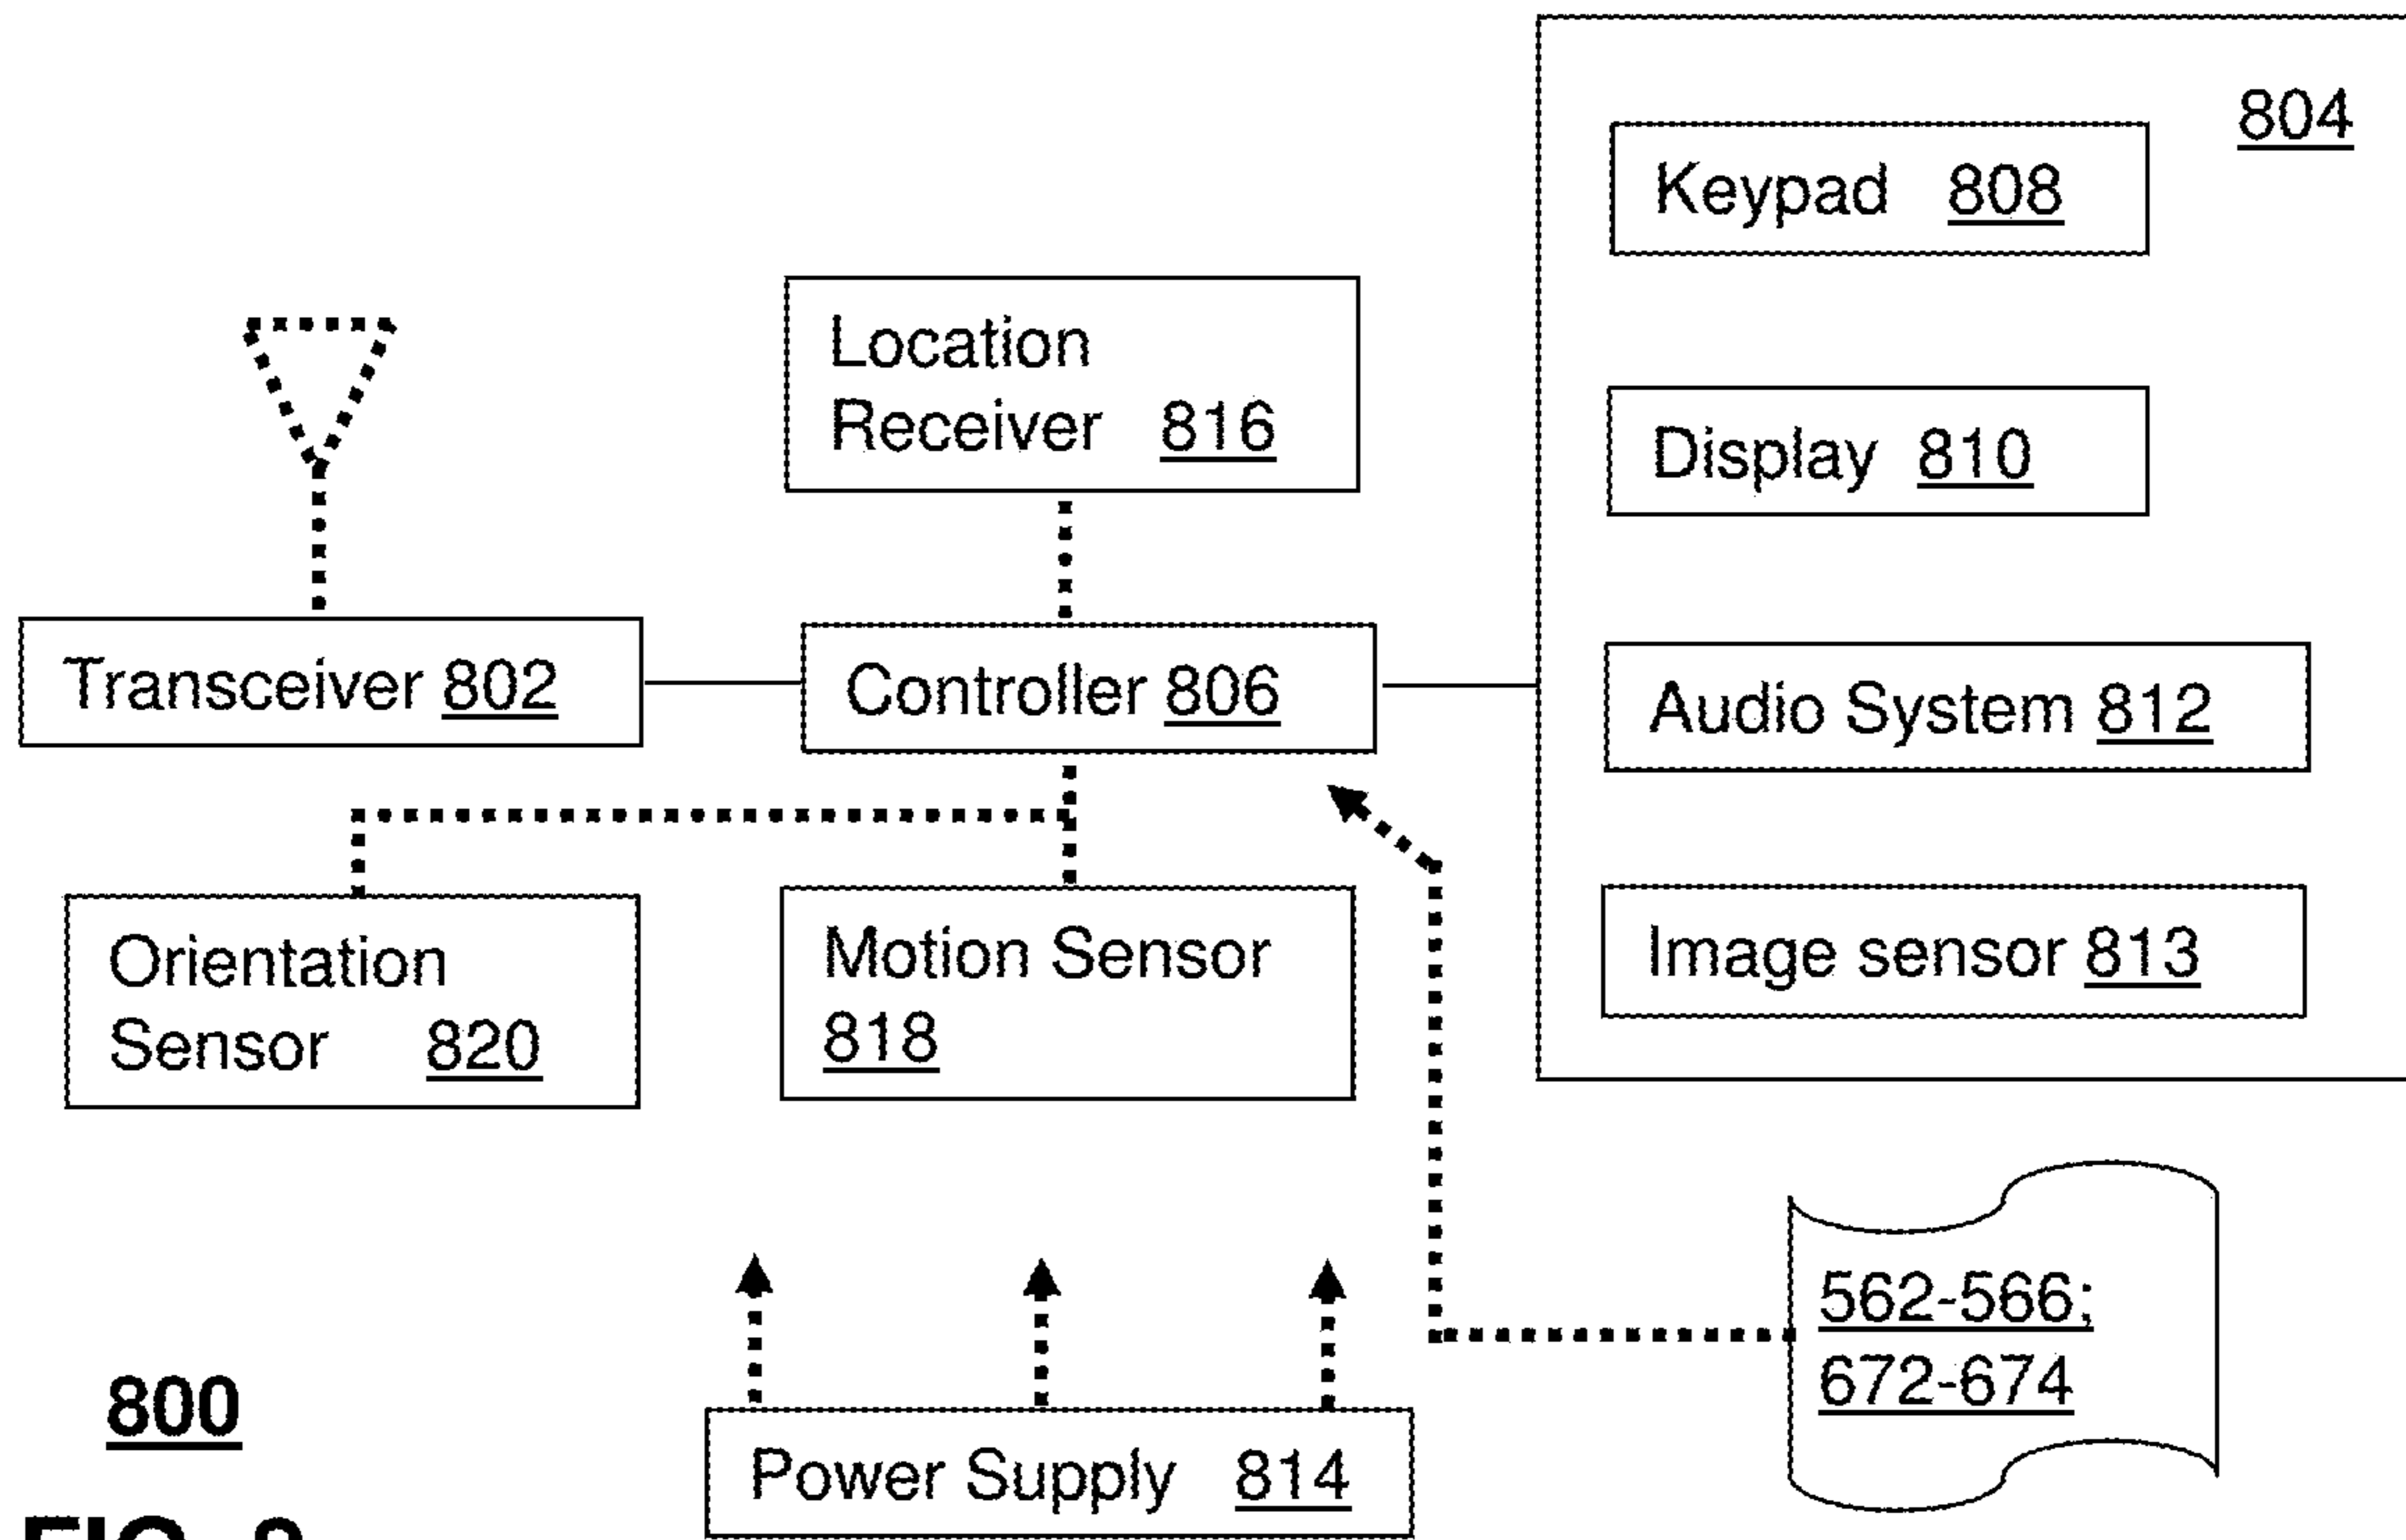 804
Keypad 808
Location
Receiver 816
Display 810
Transceiver 802
Controller 806
Audio System 812
Orientation
Sensor 820
Motion Sensor
818
Image sensor 813
562-566;
672-674
800
Power Supply 814